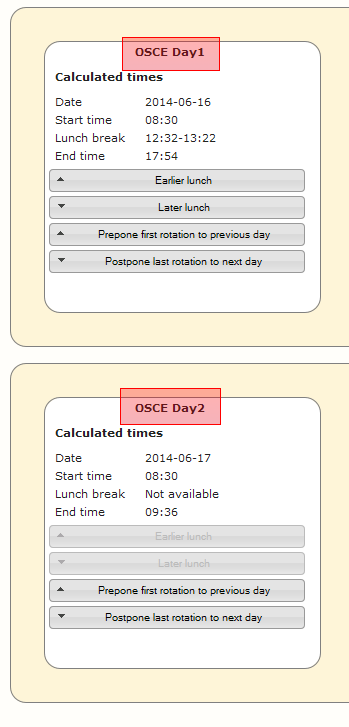 OSCE Day1
Calculated times
Date 2014-06-16
Start time 08:30
Lunch break 12:32-13:22
End time 17:54
Earlier lunch
Later lunch
Prepone first rotation to previous day
Postpone last rotation to next day
OSCE Day2
Calculated times
Date 2014-06-17
Start time 08:30
Lunch break Not available
End time 09:36
Earlier lunch
Later lunch
Prepone first rotation to previous day
Postpone last rotation to next day